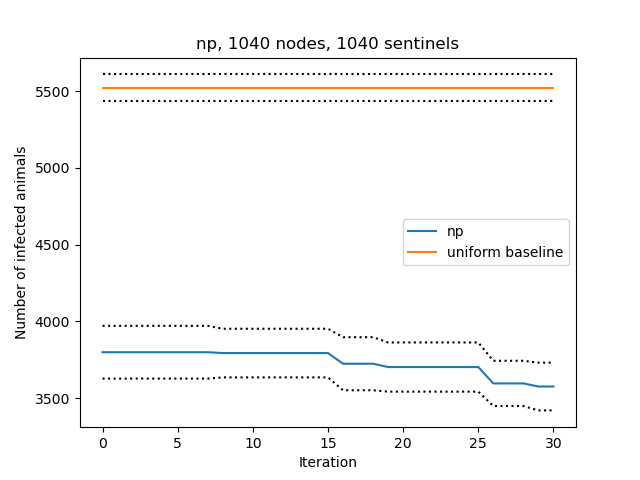 np, 1040 nodes, 1040 sentinels
Number of infected animals
5500
5000
4500
4000
3500
np
uniform baseline
0 5 10 15 20 25 30
Iteration